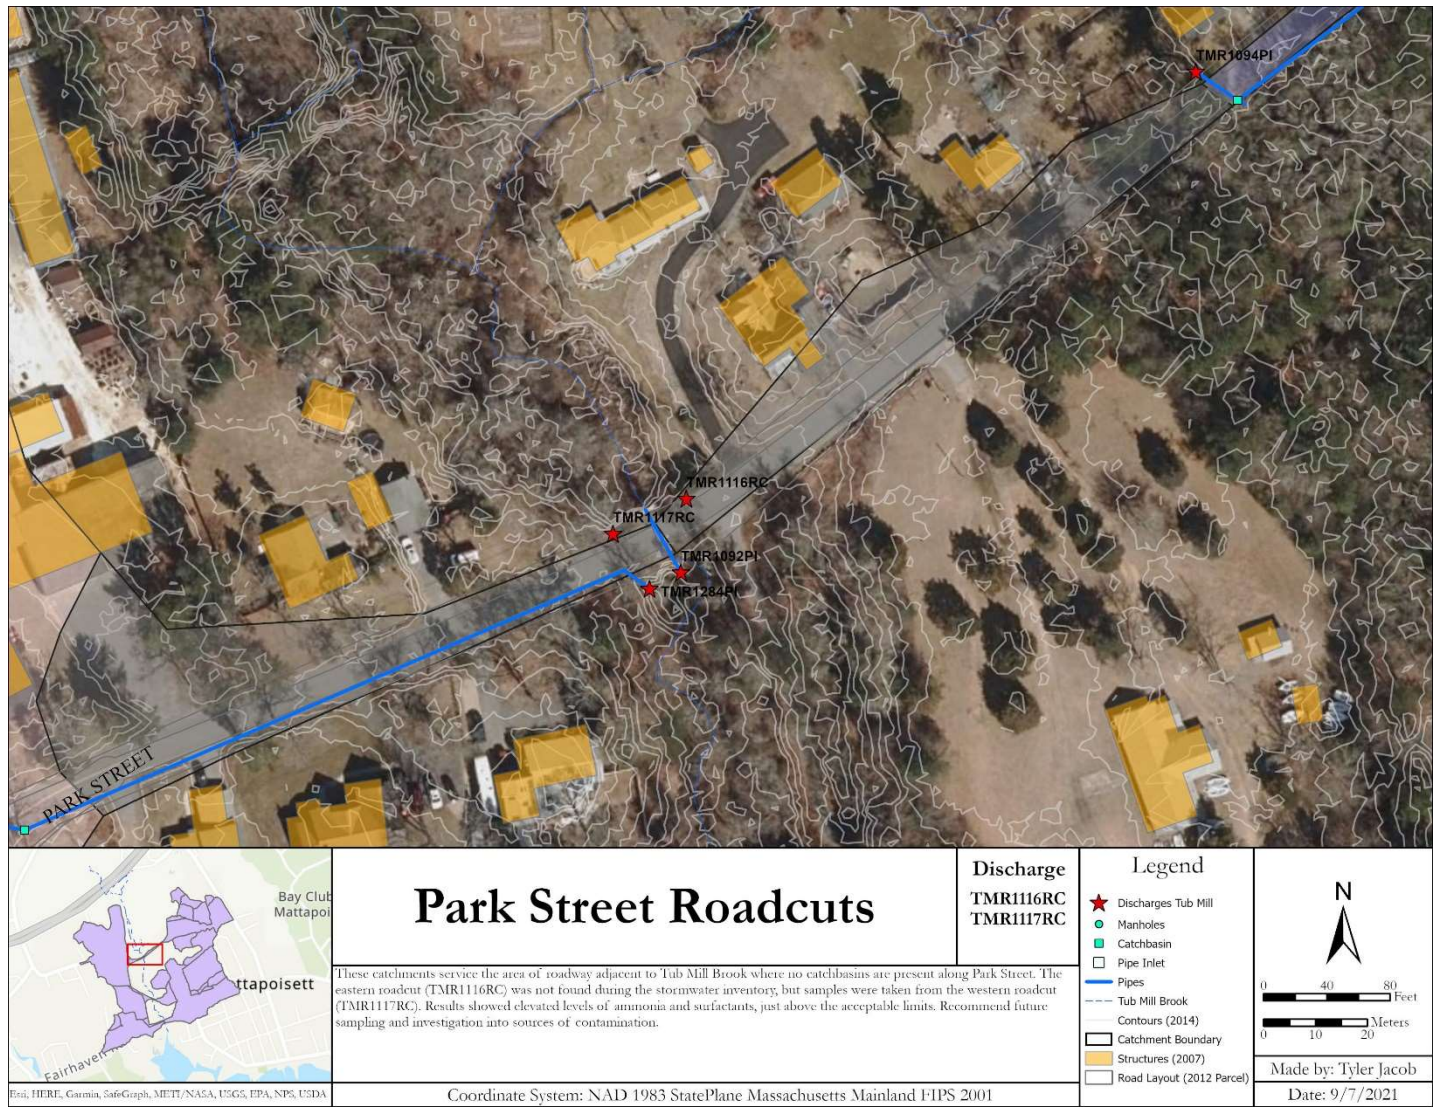 TMR1094PI
TMR1116RC
TMR1117RC
TMR1092PI
TMR1284PI
PARK STREET
Bay Club
Mattapoi
ttapoisett
Fairhaven
Esri, HERE, Garmin, SafeGraph, METI/NASA, USGS, EPA, NPS, USDA
Park Street Roadcuts
These catchments service the area of roadway adjacent to Tub Mill Brook where no catchbasins are present along Park Street. The
eastern roadcut (TMR1116RC) was not found during the stormwater inventory, but samples were taken from the western roadcut
(TMR1117RC). Results showed elevated levels of ammonia and surfactants, just above the acceptable limits. Recommend future
sampling and investigation into sources of contamination.
Coordinate System: NAD 1983 StatePlane Massachusetts Mainland FIPS 2001
Discharge
TMR1116RC
TMR1117RC
Legend
Discharges Tub Mill
Manholes
Catchbasin
Pipe Inlet
Pipes
Tub Mill Brook
Contours (2014)
Catchment Boundary
Structures (2007)
Road Layout (2012 Parcel)
N
0 40 80
Feet
Meters
0 10 20
Made by: Tyler Jacob
Date: 9/7/2021